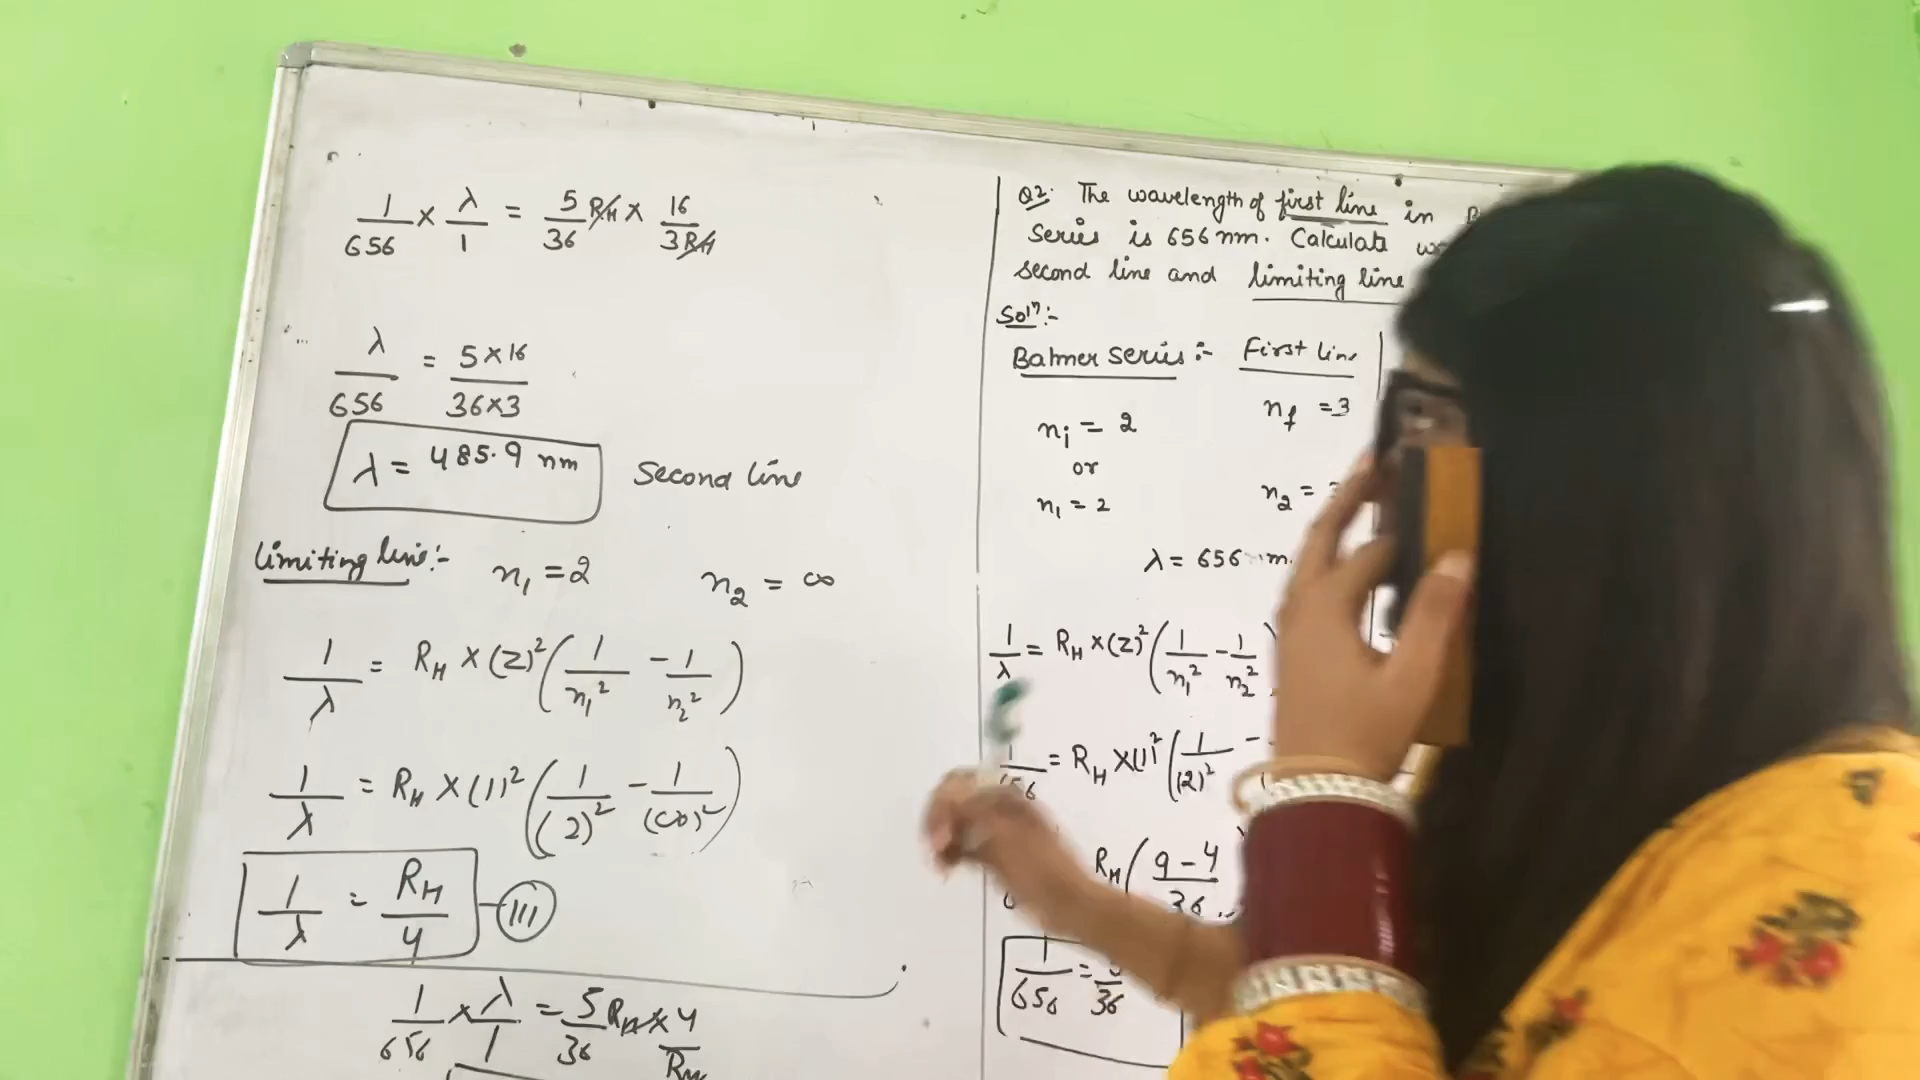 1/656 × λ/1 = 5/36 RH × 16/3RH
λ/656 = 5×16/36×3
λ = 485.9 nm Second line
limiting line:- n₁ = 2 n₂ = ∞
1/λ = RH × (Z)² (1/n₁² - 1/n₂²)
1/λ = RH × (1)² (1/(2)² - 1/(∞)²)
1/λ = RH/4 - III
1/656 × λ/1 = 5/36 RH × 4/RH
Q2. The wavelength of first line in
Series is 656 nm. Calculate
second line and limiting line
Solⁿ:-
Balmer series:- First line
nᵢ = 2 nf = 3
or
n₁ = 2 n₂ =
λ = 656 m.
1/λ = RH × (Z)² (1/n₁² - 1/n₂²
= RH × (1)² (1/(2)² -
RH (9-4/36
1/656 = /36